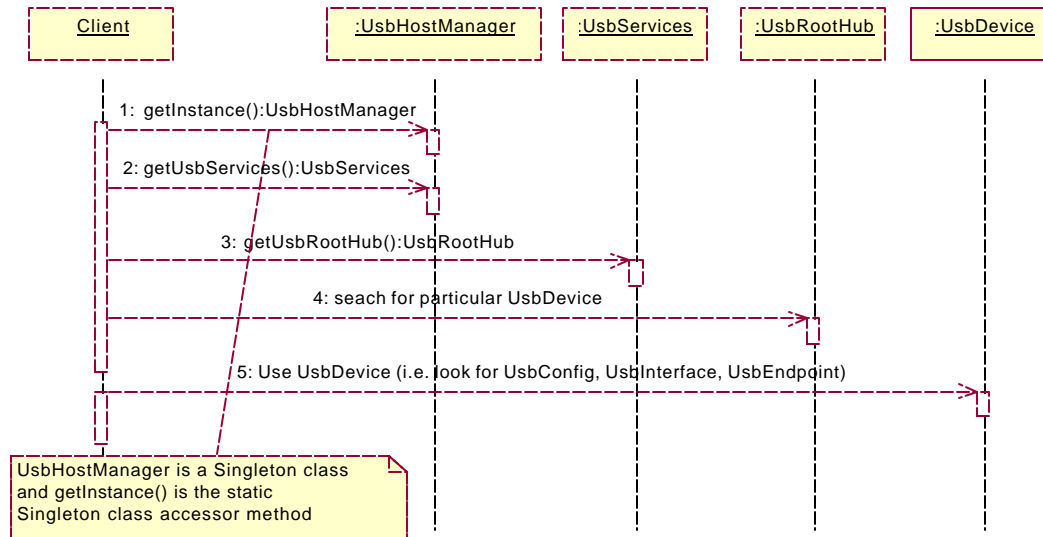 Client
:UsbHostManager
:UsbServices
:UsbRootHub
:UsbDevice
1: getInstance():UsbHostManager
2: getUsbServices():UsbServices
3: getUsbRootHub():UsbRootHub
4: seach for particular UsbDevice
5: Use UsbDevice (i.e. look for UsbConfig, UsbInterface, UsbEndpoint)
UsbHostManager is a Singleton class
and getInstance() is the static
Singleton class accessor method